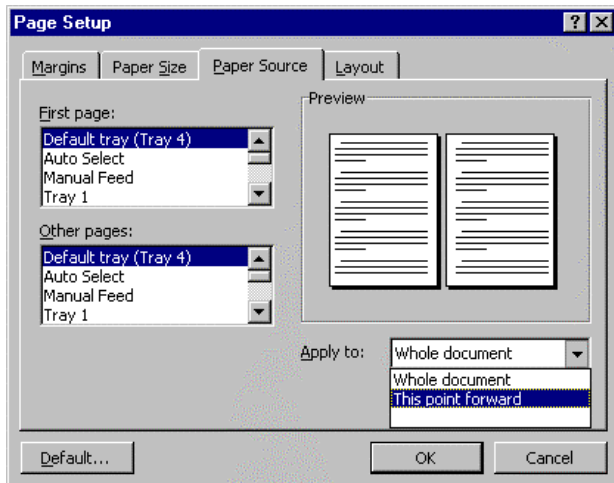 Page Setup
Margins
Paper Size
Paper Source
Layout
First page:
Default tray (Tray 4)
Auto Select
Manual Feed
Tray 1
Other pages:
Default tray (Tray 4)
Auto Select
Manual Feed
Tray 1
Preview
Apply to:
Whole document
Whole document
This point forward
Default...
OK
Cancel